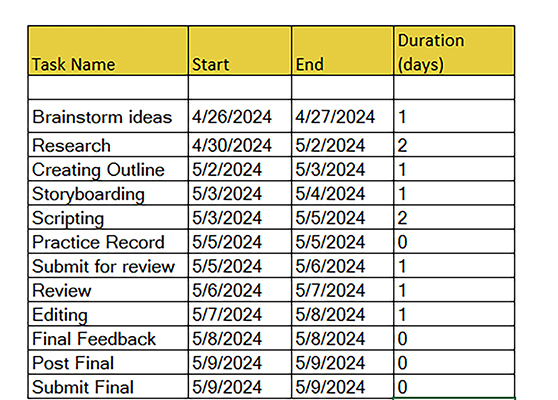 Task Name Start End Duration (days)
Brainstorm ideas 4/26/2024 4/27/2024 1
Research 4/30/2024 5/2/2024 2
Creating Outline 5/2/2024 5/3/2024 1
Storyboarding 5/3/2024 5/4/2024 1
Scripting 5/3/2024 5/5/2024 2
Practice Record 5/5/2024 5/5/2024 0
Submit for review 5/5/2024 5/6/2024 1
Review 5/6/2024 5/7/2024 1
Editing 5/7/2024 5/8/2024 1
Final Feedback 5/8/2024 5/8/2024 0
Post Final 5/9/2024 5/9/2024 0
Submit Final 5/9/2024 5/9/2024 0